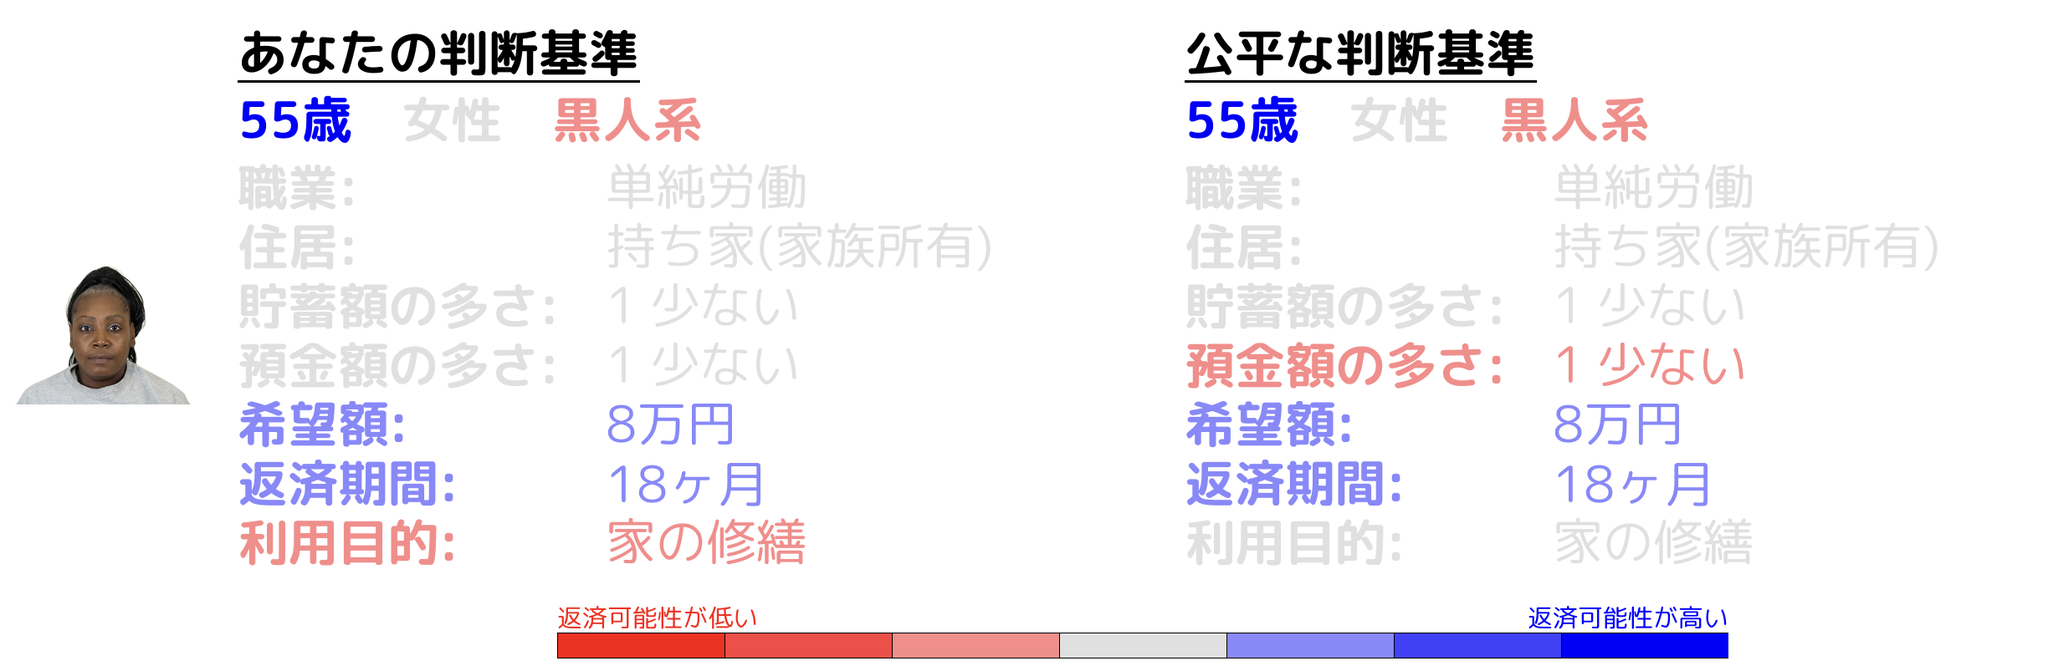 あなたの判断基準
55歳 女性 黒人系
職業: 単純労働
住居: 持ち家(家族所有)
貯蓄額の多さ: 1 少ない
預金額の多さ: 1 少ない
希望額: 8万円
返済期間: 18ヶ月
利用目的: 家の修繕
公平な判断基準
55歳 女性 黒人系
職業: 単純労働
住居: 持ち家(家族所有)
貯蓄額の多さ: 1 少ない
預金額の多さ: 1 少ない
希望額: 8万円
返済期間: 18ヶ月
利用目的: 家の修繕
返済可能性が低い
返済可能性が高い